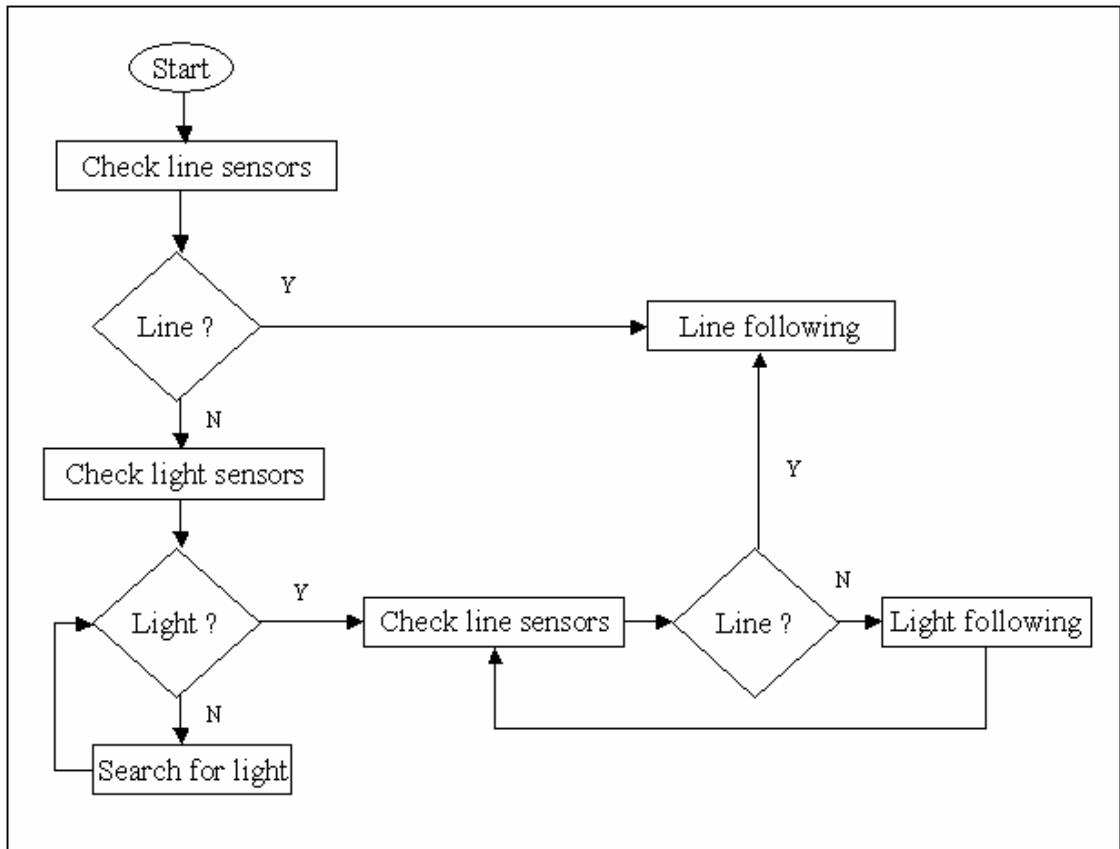 Start
Check line sensors
Y
Line ?
Line following
N
Check light sensors
Y
Y
N
Light ?
Check line sensors
Line ?
Light following
N
Search for light